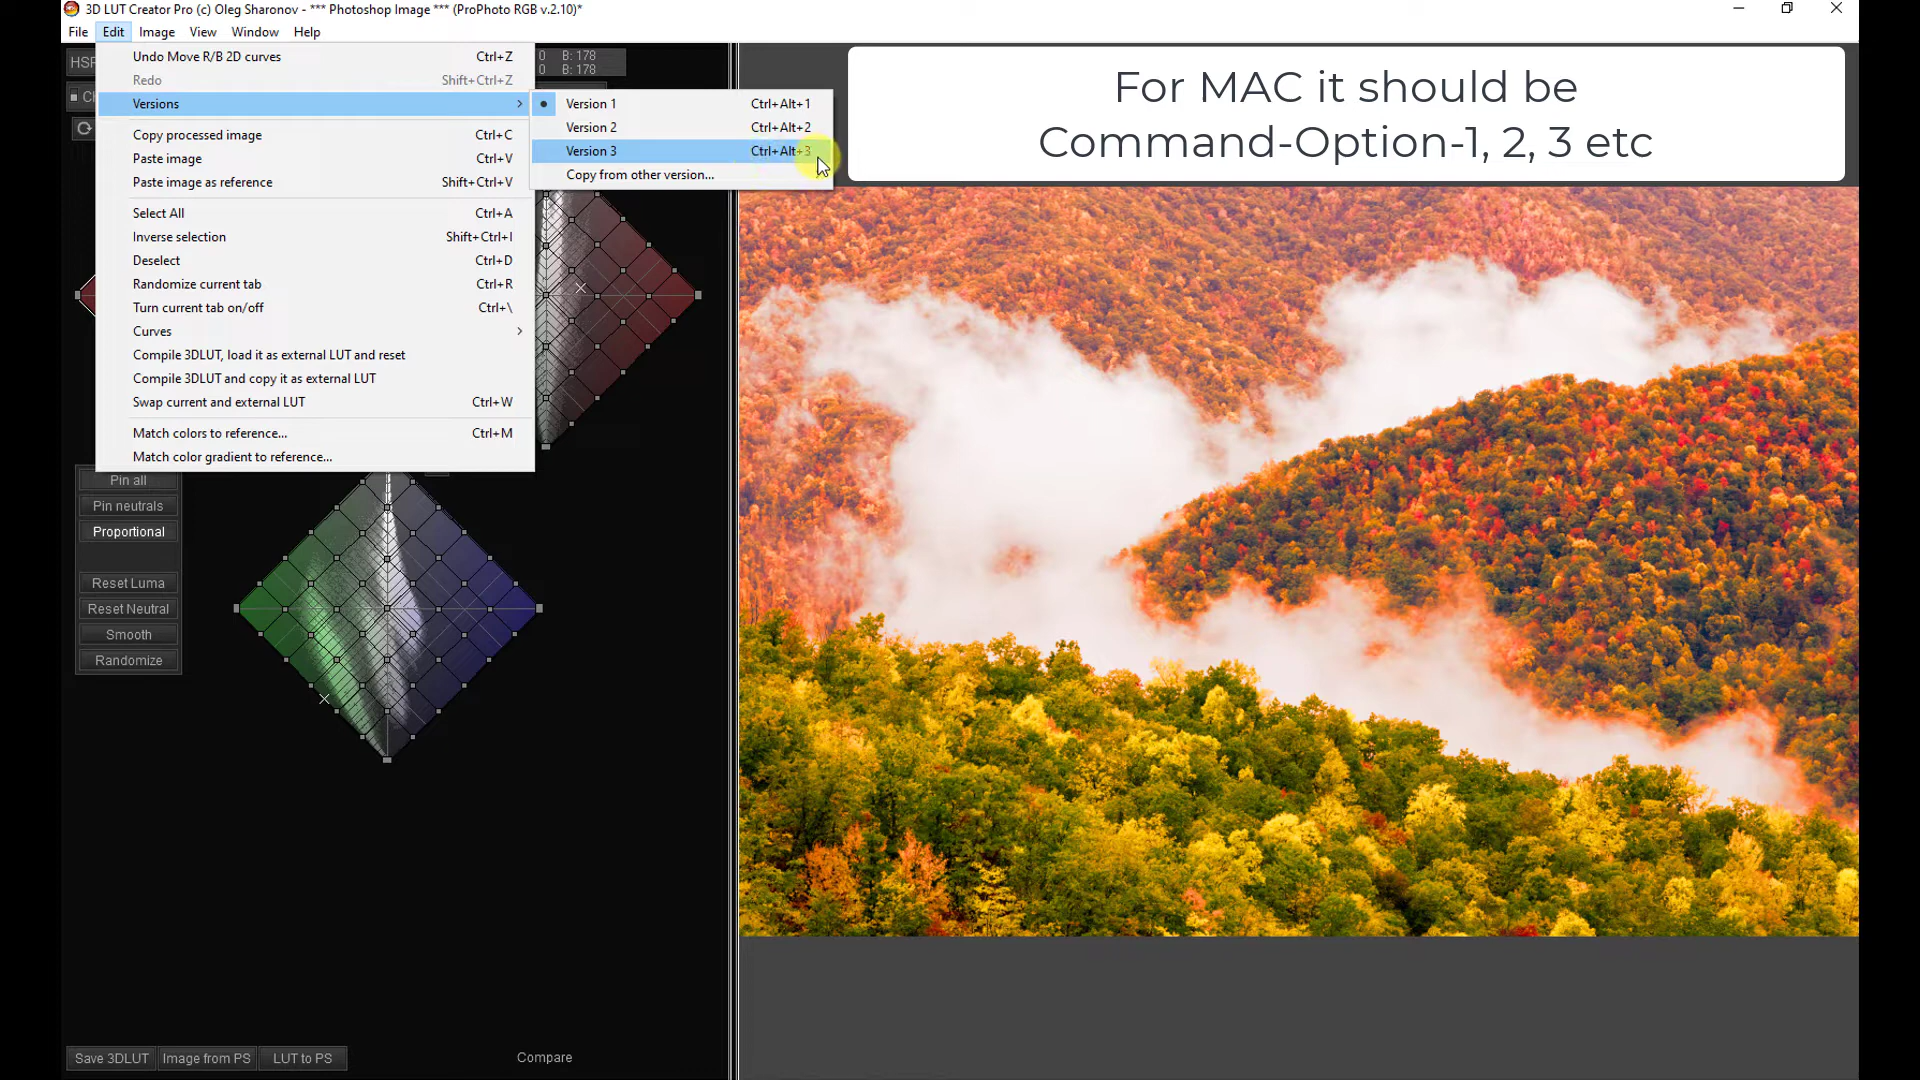 3D LUT Creator Pro (c) Oleg Sharonov - *** Photoshop Image *** (ProPhoto RGB v.2.10)*
File Edit Image View Window Help
Undo Move R/B 2D curves Ctrl+Z
Redo Shift+Ctrl+Z
Versions
Copy processed image Ctrl+C
Paste image Ctrl+V
Paste image as reference Shift+Ctrl+V
Select All Ctrl+A
Inverse selection Shift+Ctrl+I
Deselect Ctrl+D
Randomize current tab Ctrl+R
Turn current tab on/off Ctrl+\
Curves
Compile 3DLUT, load it as external LUT and reset
Compile 3DLUT and copy it as external LUT
Swap current and external LUT Ctrl+W
Match colors to reference... Ctrl+M
Match color gradient to reference...
0 B: 178
0 B: 178
Version 1 Ctrl+Alt+1
Version 2 Ctrl+Alt+2
Version 3 Ctrl+Alt+3
Copy from other version...
For MAC it should be
Command-Option-1, 2, 3 etc
Pin all
Pin neutrals
Proportional
Reset Luma
Reset Neutral
Smooth
Randomize
Save 3DLUT Image from PS LUT to PS Compare